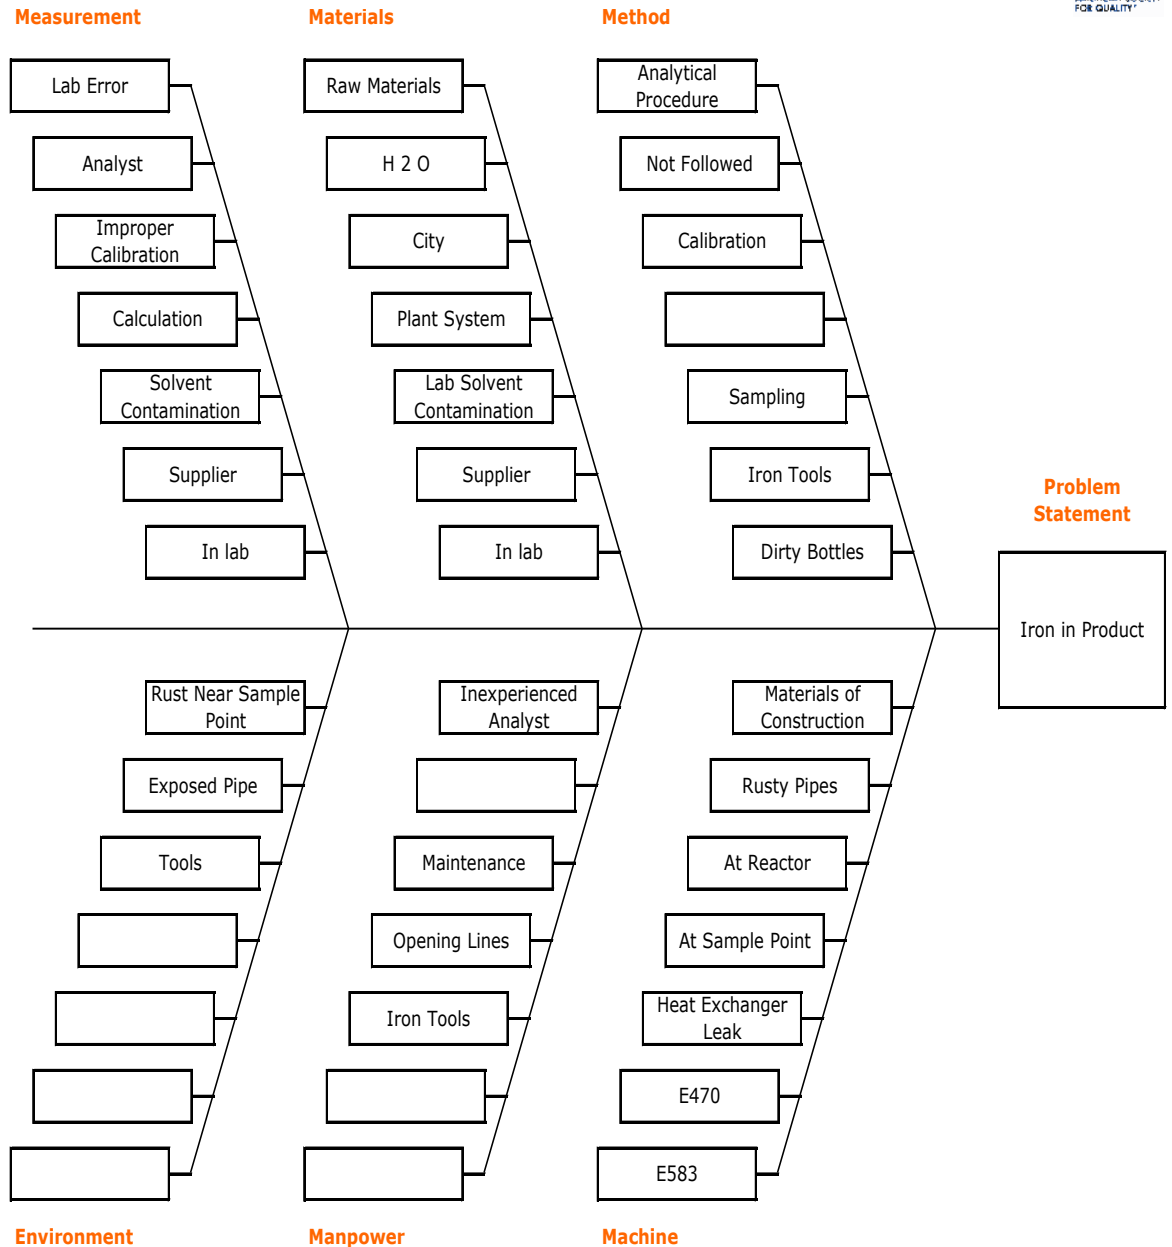 FOR QUALITY
Measurement
Materials
Method
Lab Error
Raw Materials
Analytical
Procedure
Analyst
H 2 O
Not Followed
Improper
Calibration
City
Calibration
Calculation
Plant System
Solvent
Contamination
Lab Solvent
Contamination
Sampling
Supplier
Supplier
Iron Tools
In lab
In lab
Dirty Bottles
Problem
Statement
Iron in Product
Rust Near Sample
Point
Inexperienced
Analyst
Materials of
Construction
Exposed Pipe
Rusty Pipes
Tools
Maintenance
At Reactor
Opening Lines
At Sample Point
Iron Tools
Heat Exchanger
Leak
E470
E583
Environment
Manpower
Machine